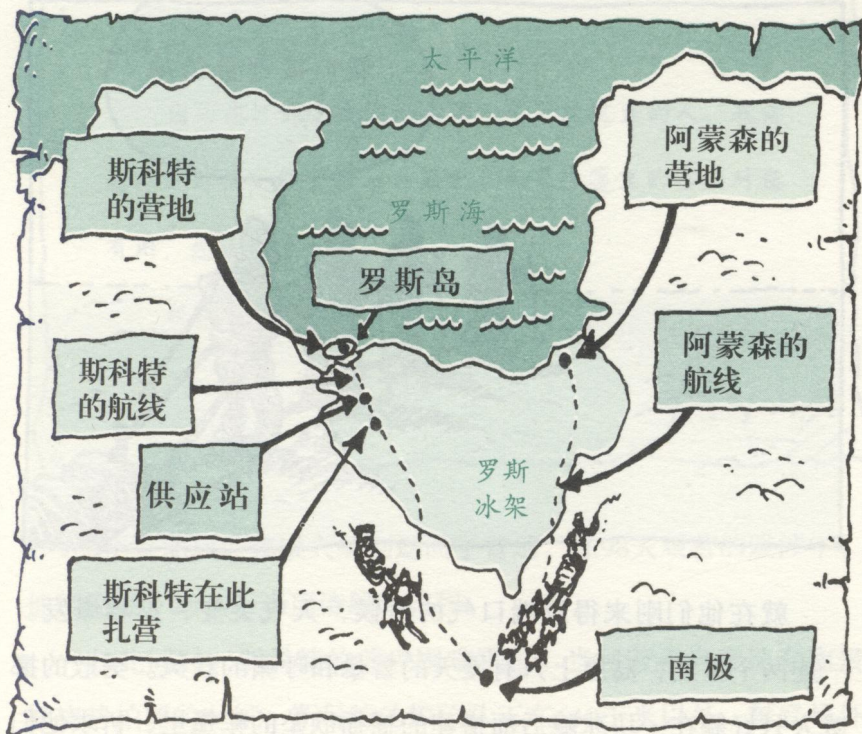 太平洋
斯科特
的营地
阿蒙森的
营地
罗斯海
罗斯岛
斯科特
的航线
阿蒙森的
航线
供应站
罗斯
冰架
斯科特在此
扎营
南极